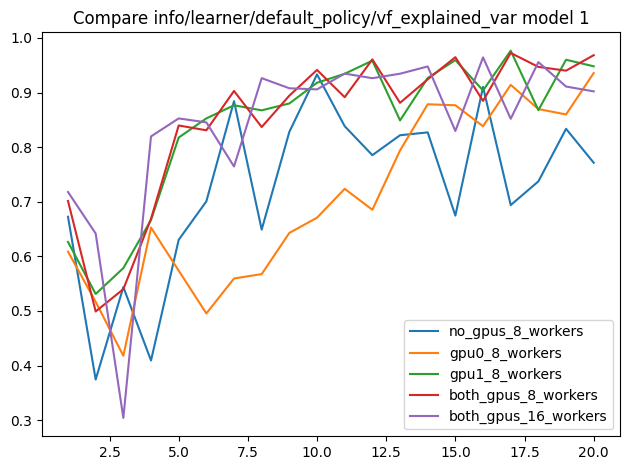 Compare info/learner/default_policy/vf_explained_var model 1
1.0
0.9
0.8
0.7
0.6
0.5
0.4
0.3
no_gpus_8_workers
gpu0_8_workers
gpu1_8_workers
both_gpus_8_workers
both_gpus_16_workers
2.5 5.0 7.5 10.0 12.5 15.0 17.5 20.0